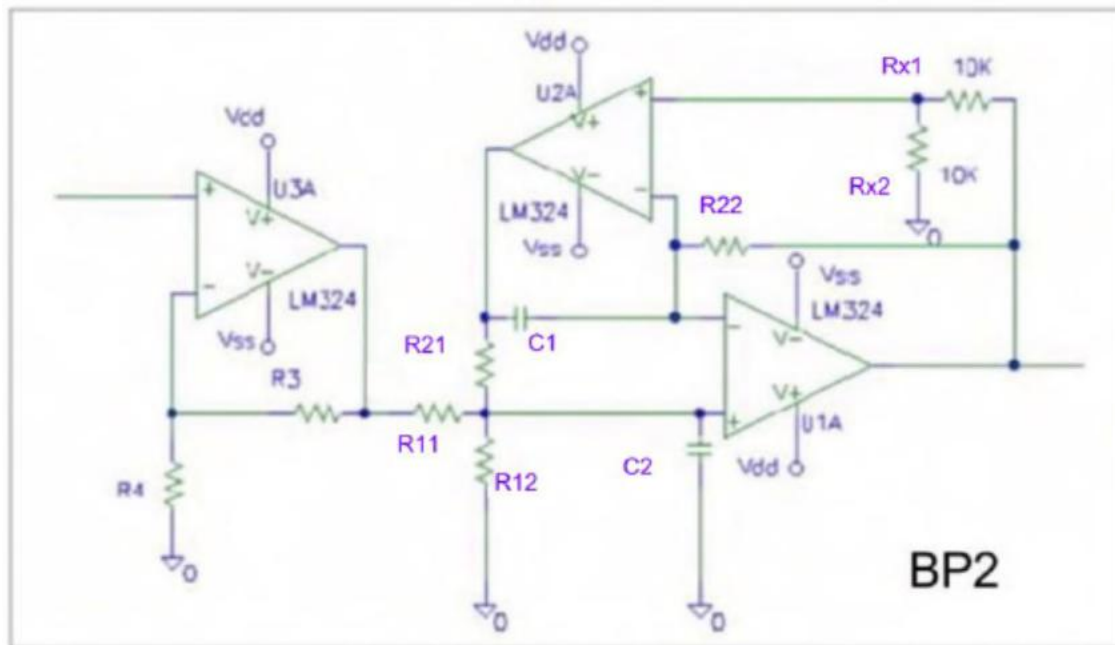 Vdd
Rx1
10K
U2A
+
V+
Vdd
Rx2
10K
V-
-
R22
+
U3A
LM324
0
V+
Vss
Vss
V-
LM324
-
LM324
-
V-
Vss
R21
C1
R3
V+
+
U1A
R11
C2
Vdd
R12
R4
0
BP2
0
0